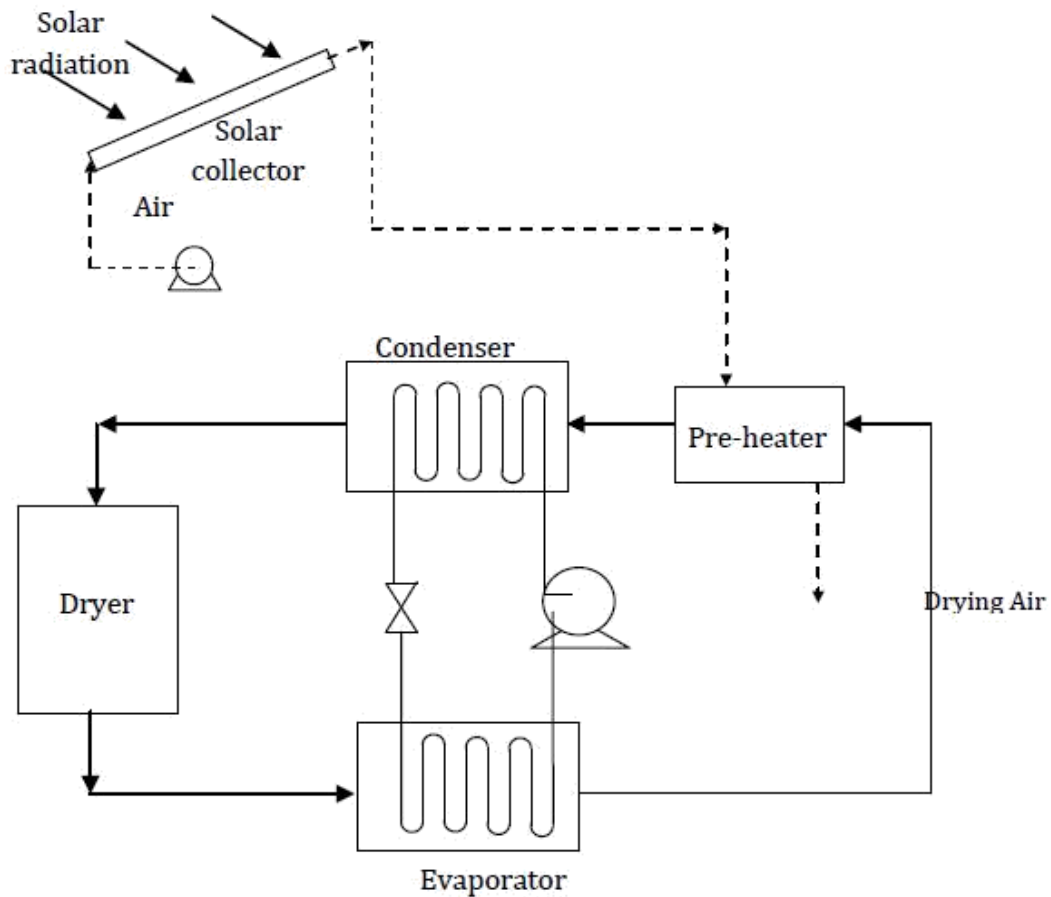 Solar
radiation
Solar
collector
Air
Condenser
Pre-heater
Dryer
Drying Air
Evaporator